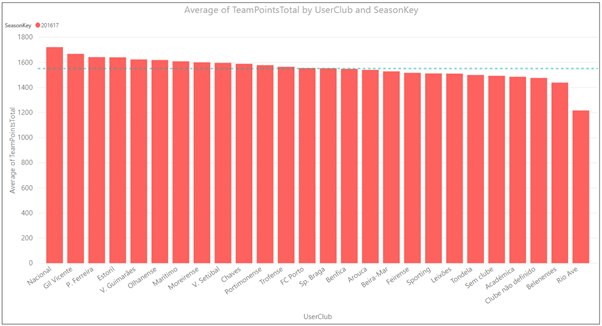 Average of TeamPointsTotal by UserClub and SeasonKey
SeasonKey 201617
Average of TeamPointsTotal
1800
1600
1400
1200
1000
800
600
400
200
0
Nacional
Gil Vicente
P. Ferreira
Estoril
V. Guimarães
Olhanense
Marítimo
Moreirense
V. Setúbal
Chaves
Portimonense
Trofense
FC Porto
Sp. Braga
Benfica
Arouca
Beira-Mar
Feirense
Sporting
Leixões
Tondela
Sem clube
Académica
Clube não definido
Belenenses
Rio Ave
UserClub